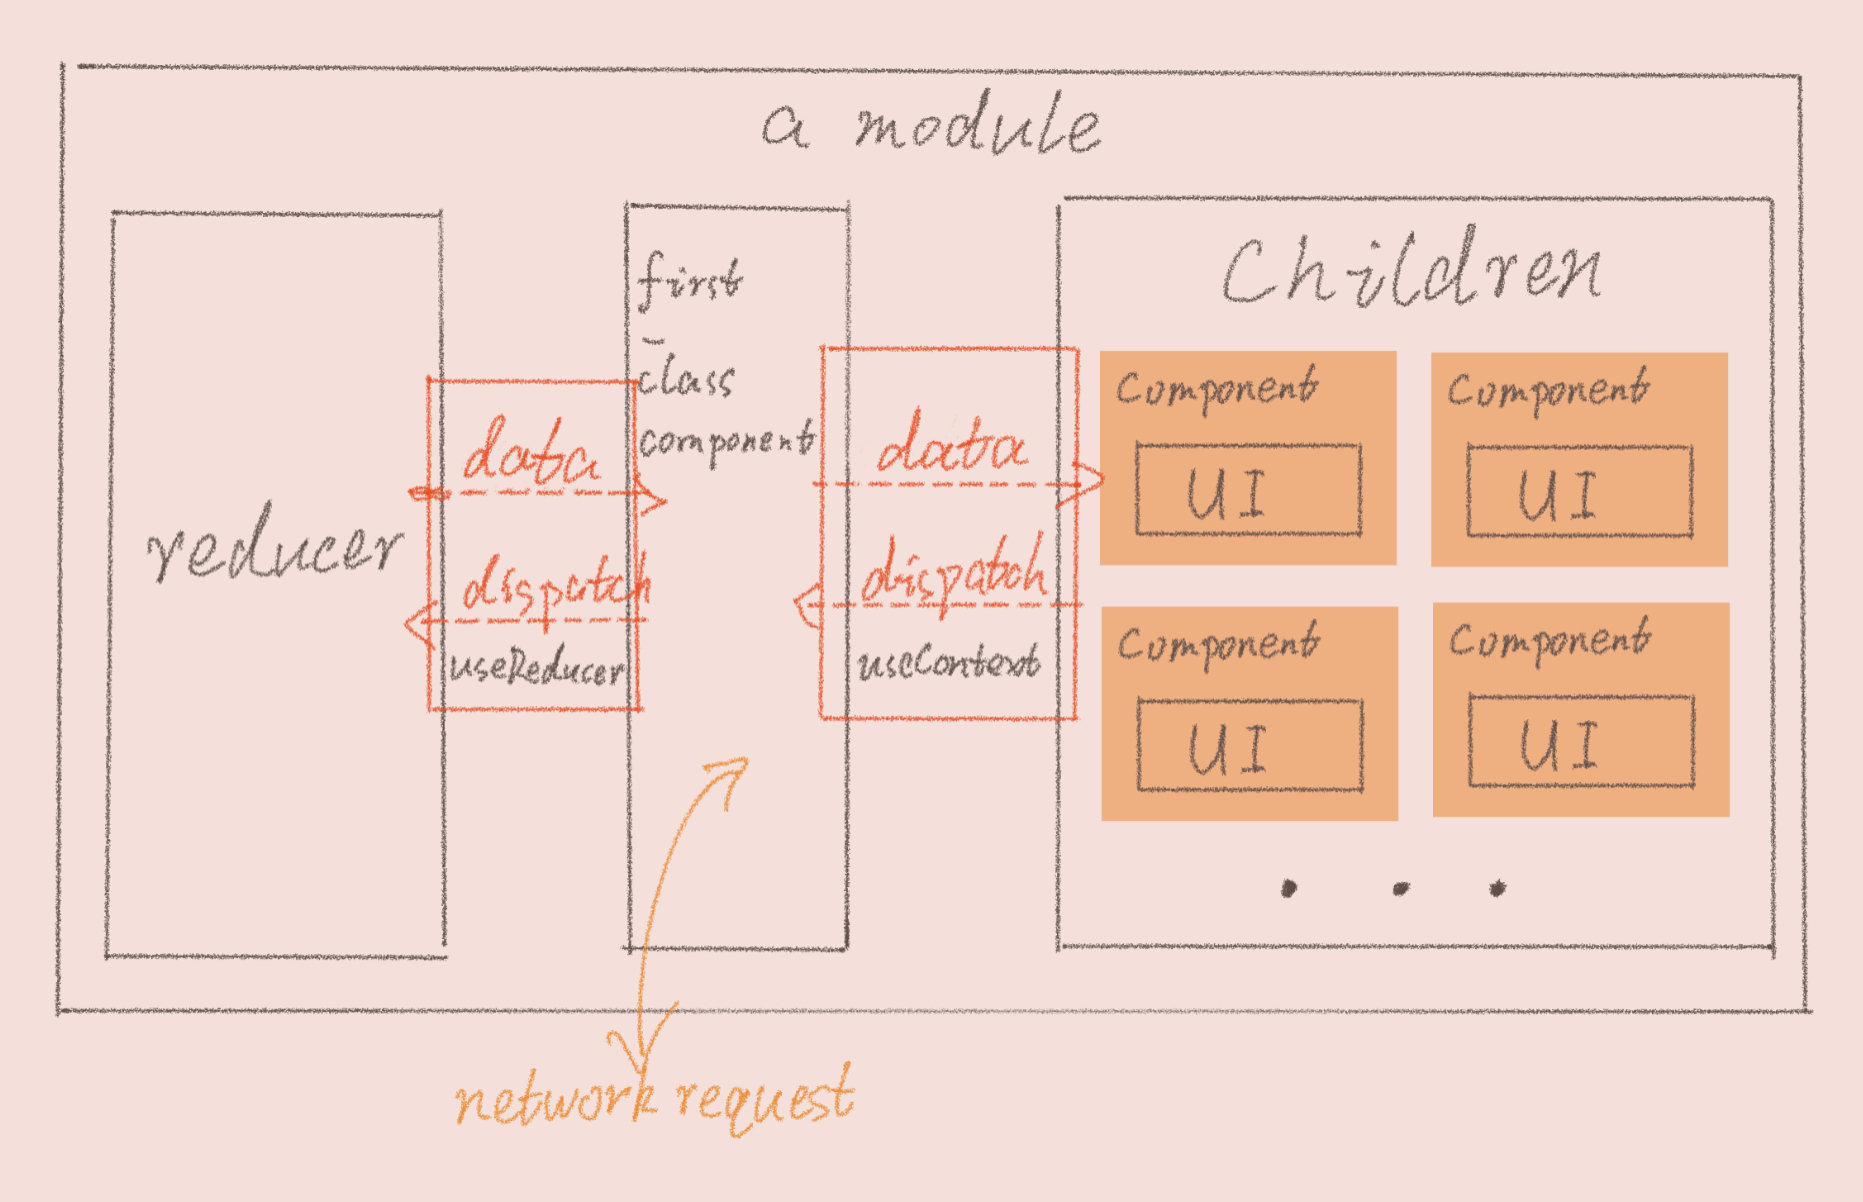 a module
reducer
data
dispatch
useReducer
first
-
class
component
data
dispatch
useContext
Children
Component
UI
Component
UI
Component
UI
Component
UI
. . .
network request